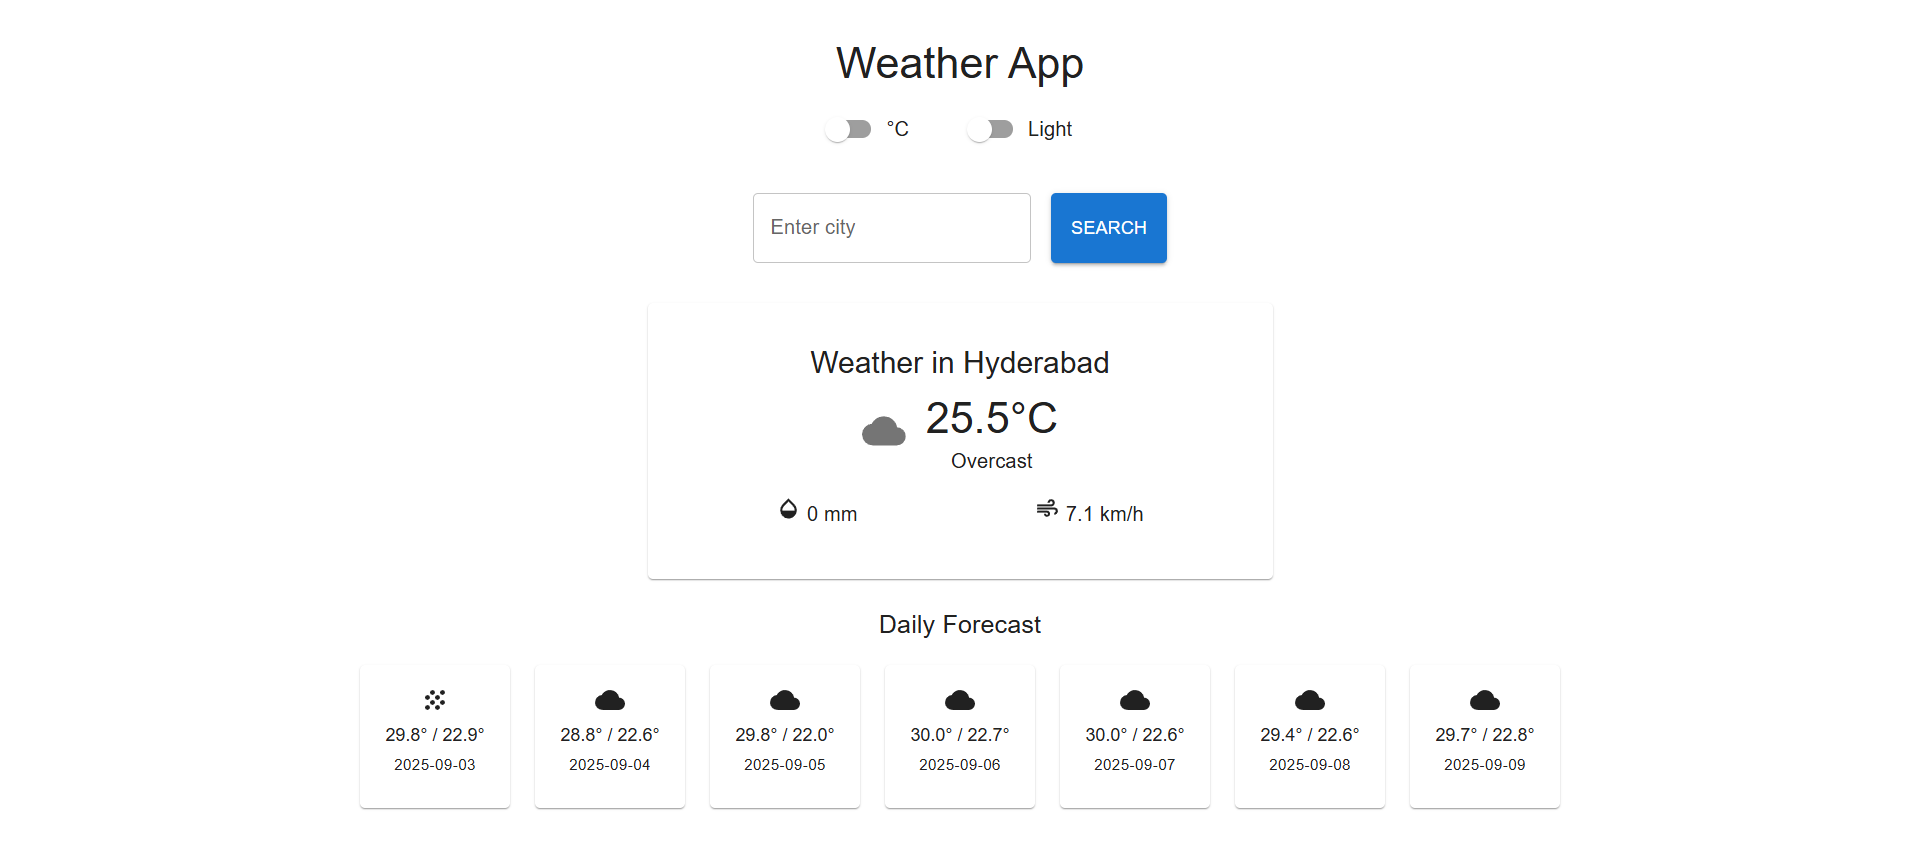 Weather App
°C Light
Enter city SEARCH
Weather in Hyderabad
25.5°C
Overcast
0 mm 7.1 km/h
Daily Forecast
29.8° / 22.9° 28.8° / 22.6° 29.8° / 22.0° 30.0° / 22.7° 30.0° / 22.6° 29.4° / 22.6° 29.7° / 22.8°
2025-09-03 2025-09-04 2025-09-05 2025-09-06 2025-09-07 2025-09-08 2025-09-09